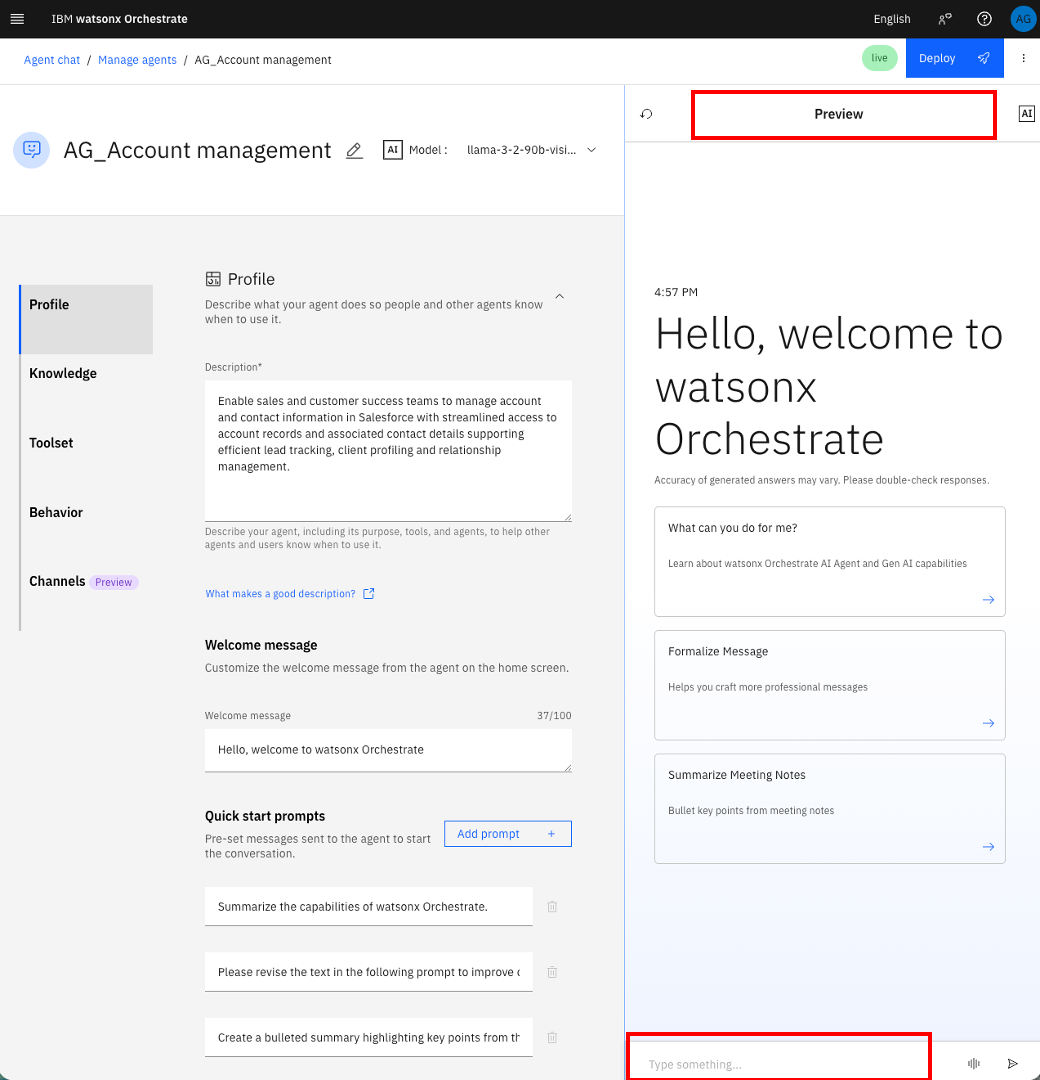 IBM watsonx Orchestrate
English
AG
Agent chat / Manage agents / AG_Account management
live
Deploy
AG_Account management
AI Model :
llama-3-2-90b-visi...
Profile
Knowledge
Toolset
Behavior
Channels Preview
Profile
Describe what your agent does so people and other agents know
when to use it.
Description*
Enable sales and customer success teams to manage account
and contact information in Salesforce with streamlined access to
account records and associated contact details supporting
efficient lead tracking, client profiling and relationship
management.
Describe your agent, including its purpose, tools, and agents, to help other
agents and users know when to use it.
What makes a good description?
Welcome message
Customize the welcome message from the agent on the home screen.
Welcome message
37/100
Hello, welcome to watsonx Orchestrate
Quick start prompts
Pre-set messages sent to the agent to start
the conversation.
Add prompt +
Summarize the capabilities of watsonx Orchestrate.
Please revise the text in the following prompt to improve
Create a bulleted summary highlighting key points from
Preview
AI
4:57 PM
Hello, welcome to
watsonx
Orchestrate
Accuracy of generated answers may vary. Please double-check responses.
What can you do for me?
Learn about watsonx Orchestrate AI Agent and Gen AI capabilities
Formalize Message
Helps you craft more professional messages
Summarize Meeting Notes
Bullet key points from meeting notes
Type something...